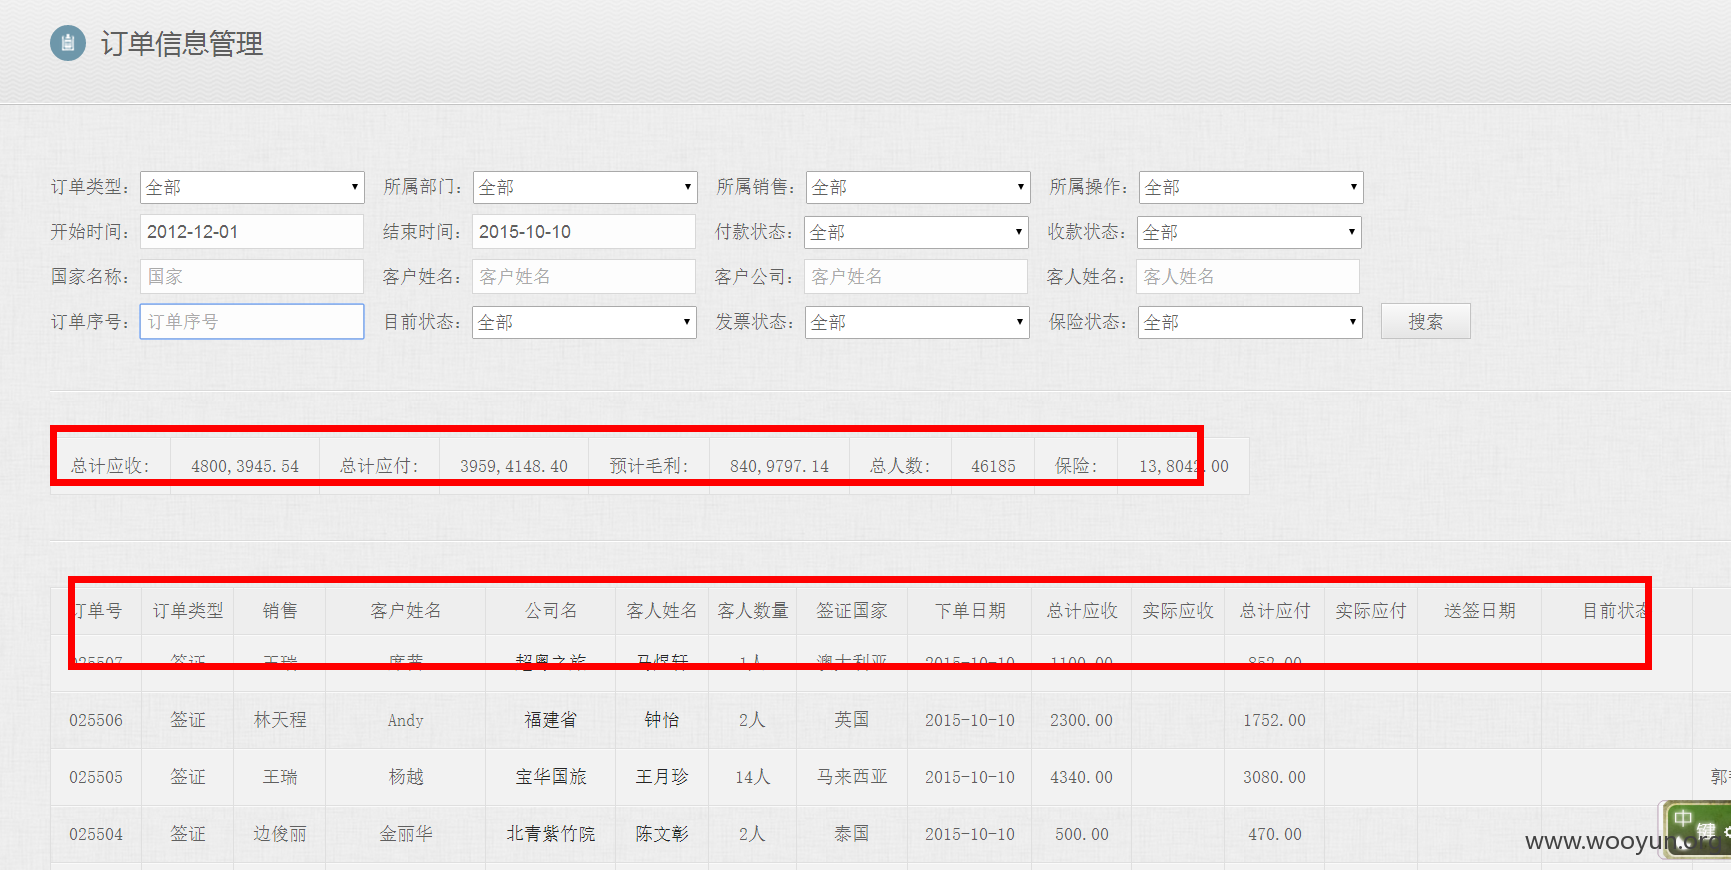 订单信息管理
订单类型： 全部 所属部门： 全部 所属销售： 全部 所属操作： 全部
开始时间： 2012-12-01 结束时间： 2015-10-10 付款状态： 全部 收款状态： 全部
国家名称： 国家 客户姓名： 客户姓名 客户公司： 客户姓名 客人姓名： 客人姓名
订单序号： 订单序号 目前状态： 全部 发票状态： 全部 保险状态： 全部 搜索
总计应收： 4800,3945.54 总计应付： 3959,4148.40 预计毛利： 840,9797.14 总人数： 46185 保险： 13,8042.00
订单号 订单类型 销售 客户姓名 公司名 客人姓名 客人数量 签证国家 下单日期 总计应收 实际应收 总计应付 实际应付 送签日期 目前状态
025507 签证 王瑞 超粤之旅 马煜轩 1人 澳大利亚 2015-10-10 1100.00 852.00
025506 签证 林天程 Andy 福建省 钟怡 2人 英国 2015-10-10 2300.00 1752.00
025505 签证 王瑞 杨越 宝华国旅 王月珍 14人 马来西亚 2015-10-10 4340.00 3080.00 郭
025504 签证 边俊丽 金丽华 北青紫竹院 陈文彰 2人 泰国 2015-10-10 500.00 470.00
中 键
www.wooyun.org